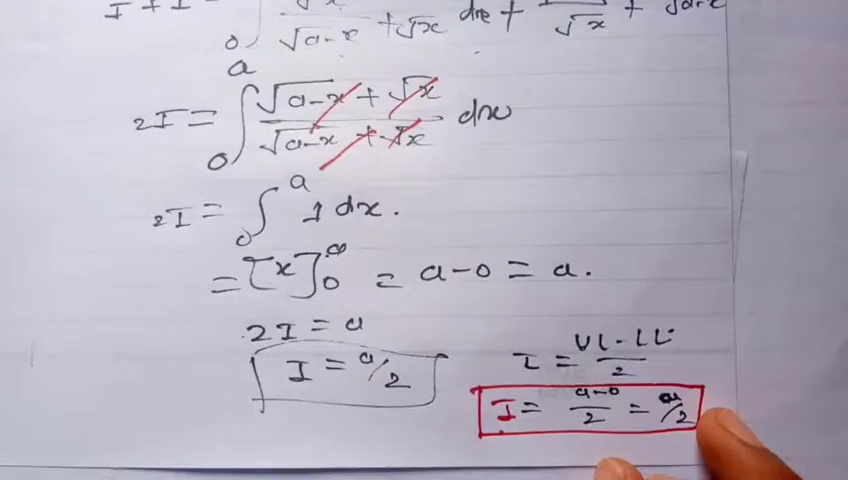 I + I = ∫₀ √x / √a-x + √x dx + / √x + √a-x
2I = ∫₀ᵃ √a-x + √x / √a-x + √x dx
2I = ∫₀ᵃ 1 dx.
= [x]₀ᵃ = a-0 = a.
2I = a
I = a/2
I = UL - LL / 2
I = a-0 / 2 = a/2